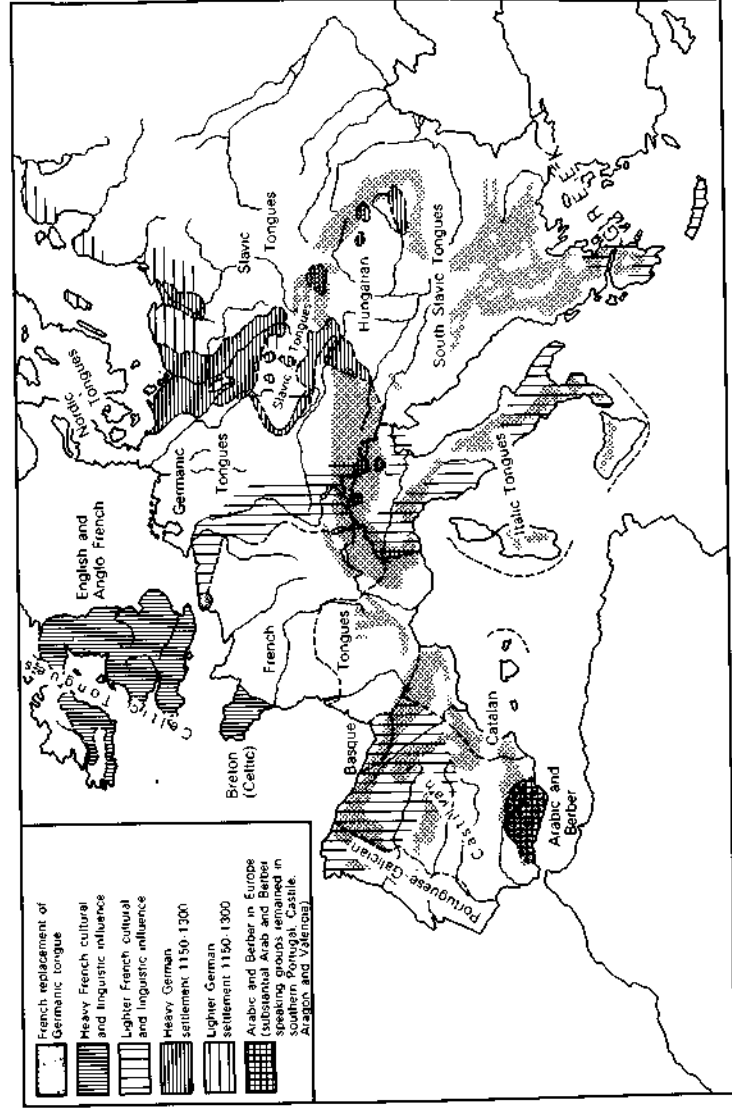 French replacement of
Germanic tongue
Heavy French cultural
and linguistic influence
Lighter French cultural
and linguistic influence
Heavy German
settlement 1150-1300
Lighter German
settlement 1150-1300
Arabic and Berber in Europe
(substantial Arab and Berber
speaking groups remained in
southern Portugal, Castile,
Aragon and Valencia)
English and
Anglo French
Celtic Tongues
Nordic
Tongues
Germanic
Tongues
Slavic
Tongues
Slavic Tongues
Breton
(Celtic)
French
Tongues
Hungarian
Basque
South Slavic Tongues
GREEK
Italic Tongues
Catalan
Castilian
Portuguese-Galician
Arabic and
Berber